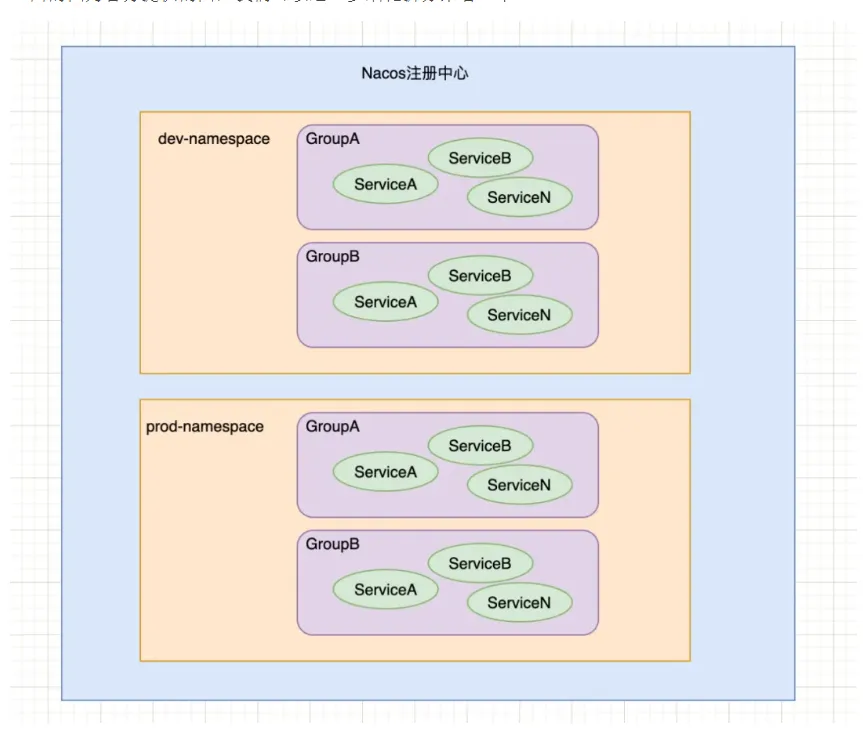 Nacos注册中心
dev-namespace
GroupA
ServiceB
ServiceA
ServiceN
GroupB
ServiceB
ServiceA
ServiceN
prod-namespace
GroupA
ServiceB
ServiceA
ServiceN
GroupB
ServiceB
ServiceA
ServiceN